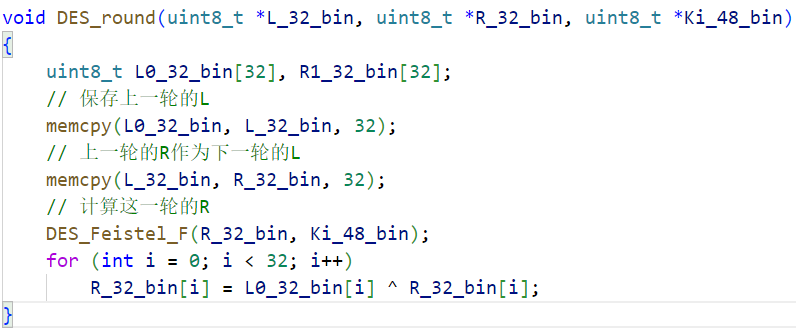 void DES_round(uint8_t *L_32_bin, uint8_t *R_32_bin, uint8_t *Ki_48_bin)
{
    uint8_t L0_32_bin[32], R1_32_bin[32];
    // 保存上一轮的L
    memcpy(L0_32_bin, L_32_bin, 32);
    // 上一轮的R作为下一轮的L
    memcpy(L_32_bin, R_32_bin, 32);
    // 计算这一轮的R
    DES_Feistel_F(R_32_bin, Ki_48_bin);
    for (int i = 0; i < 32; i++)
        R_32_bin[i] = L0_32_bin[i] ^ R_32_bin[i];
}